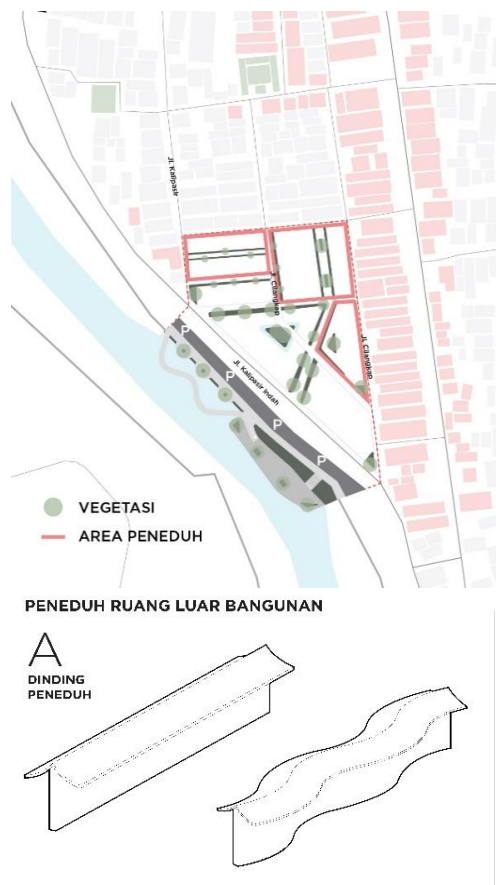 Jl. Kalipasir
Jl. Cilangkap
Jl. Cilangkap
P
Jl. Kalipasir Indah
P
P
P
VEGETASI
AREA PENEDUH
PENEDUH RUANG LUAR BANGUNAN
A
DINDING
PENEDUH